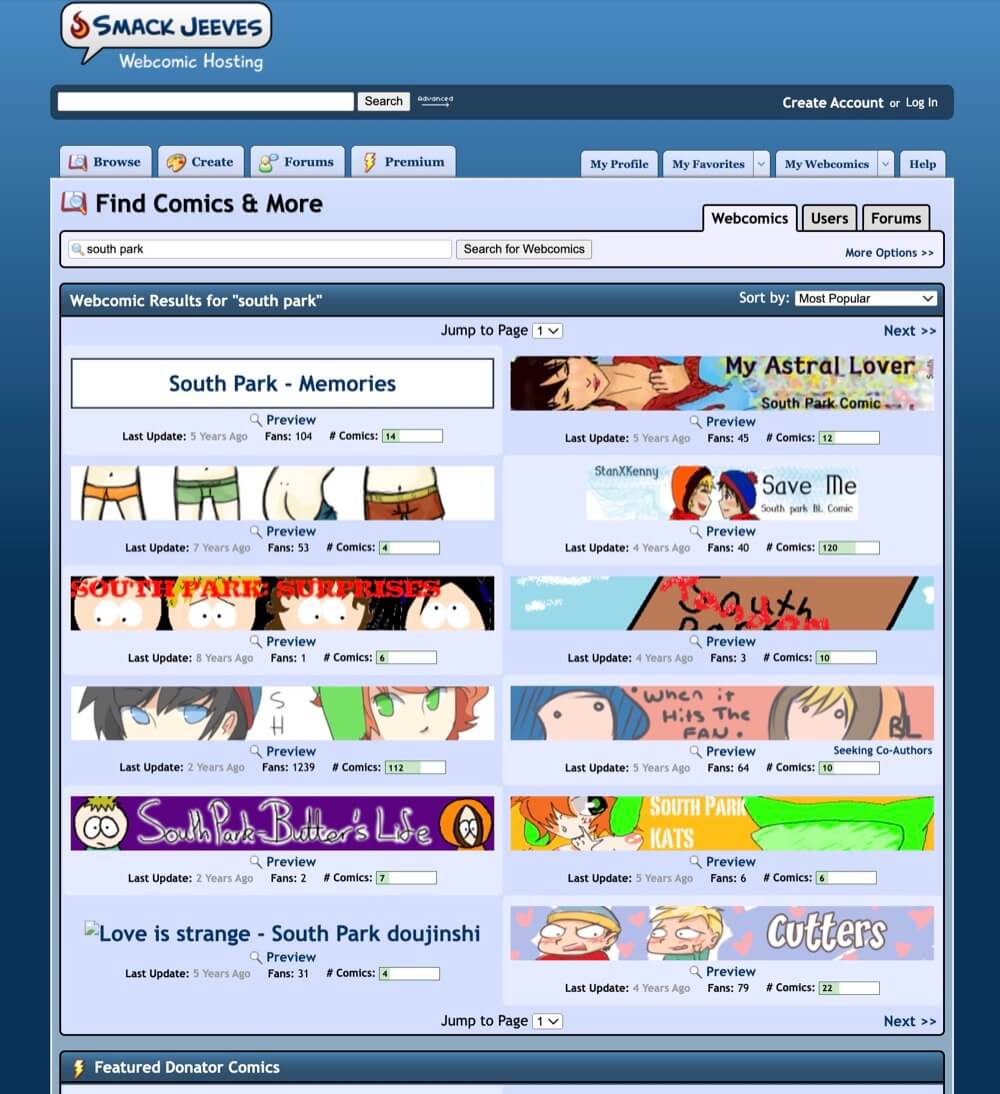 SMACK JEEVES
Webcomic Hosting
Search
Advanced
Create Account or Log In
Browse
Create
Forums
Premium
My Profile
My Favorites
My Webcomics
Help
Find Comics & More
Webcomics
Users
Forums
south park
Search for Webcomics
More Options >>
Webcomic Results for "south park"
Sort by: Most Popular
Jump to Page 1
Next >>
South Park - Memories
Preview
Last Update: 5 Years Ago Fans: 104 # Comics: 14
My Astral Lover
South Park Comic
Preview
Last Update: 5 Years Ago Fans: 45 # Comics: 12
Preview
Last Update: 7 Years Ago Fans: 53 # Comics: 4
StanXKenny
Save Me
South park BL Comic
Preview
Last Update: 4 Years Ago Fans: 40 # Comics: 120
SOUTH PARK: SURPRISES
Preview
Last Update: 8 Years Ago Fans: 1 # Comics: 6
South
Preview
Last Update: 4 Years Ago Fans: 3 # Comics: 10
S
H
Preview
Last Update: 2 Years Ago Fans: 1239 # Comics: 112
When it
Hits The
FAN.
BL
Preview
Seeking Co-Authors
Last Update: 5 Years Ago Fans: 64 # Comics: 10
South Park-Butter's Life
Preview
Last Update: 2 Years Ago Fans: 2 # Comics: 7
SOUTH PARK
KATS
Preview
Last Update: 5 Years Ago Fans: 6 # Comics: 6
Love is strange - South Park doujinshi
Preview
Last Update: 5 Years Ago Fans: 31 # Comics: 4
Cutters
Preview
Last Update: 4 Years Ago Fans: 79 # Comics: 22
Jump to Page 1
Next >>
Featured Donator Comics